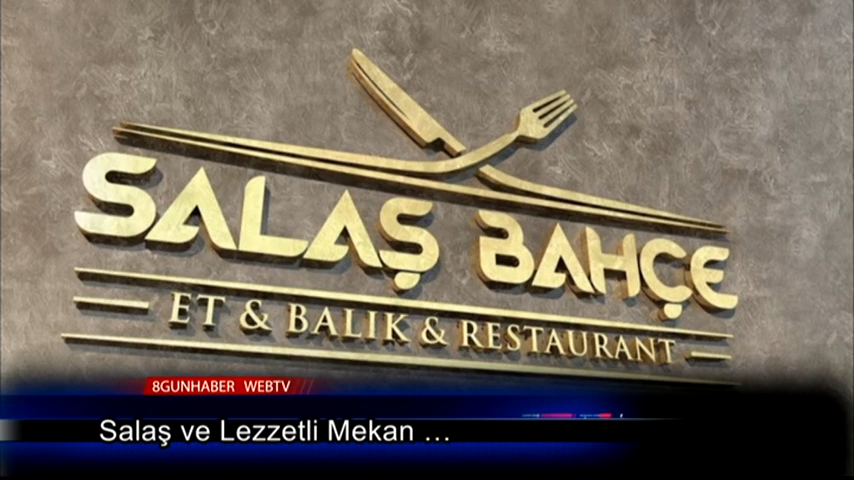 SALAŞ BAHÇE
ET & BALIK & RESTAURANT
8GUNHABER WEBTV
Salaş ve Lezzetli Mekan ...